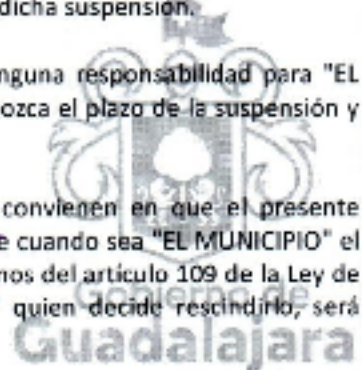 dicha suspensión.
nguna responsabilidad para "EL
ozca el plazo de la suspensión y
convienen en que el presente
e cuando sea "EL MUNICIPIO" el
nos del artículo 109 de la Ley de
quien decide rescindirlo, será
Gobierno de
Guadalajara